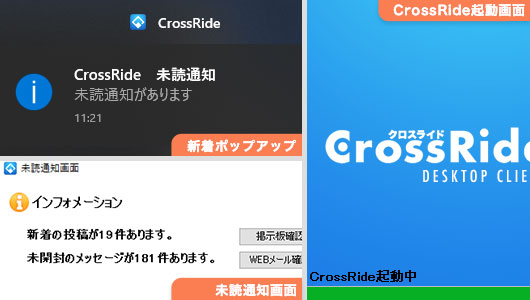 CrossRide
CrossRide 未読通知
未読通知があります
11:21
新着ポップアップ
未読通知画面
インフォメーション
新着の投稿が19件あります。
掲示板確認
未開封のメッセージが181件あります。
WEBメール確
未読通知画面
CrossRide起動画面
クロスライド
CrossRide
DESKTOP CLIE
CrossRide起動中